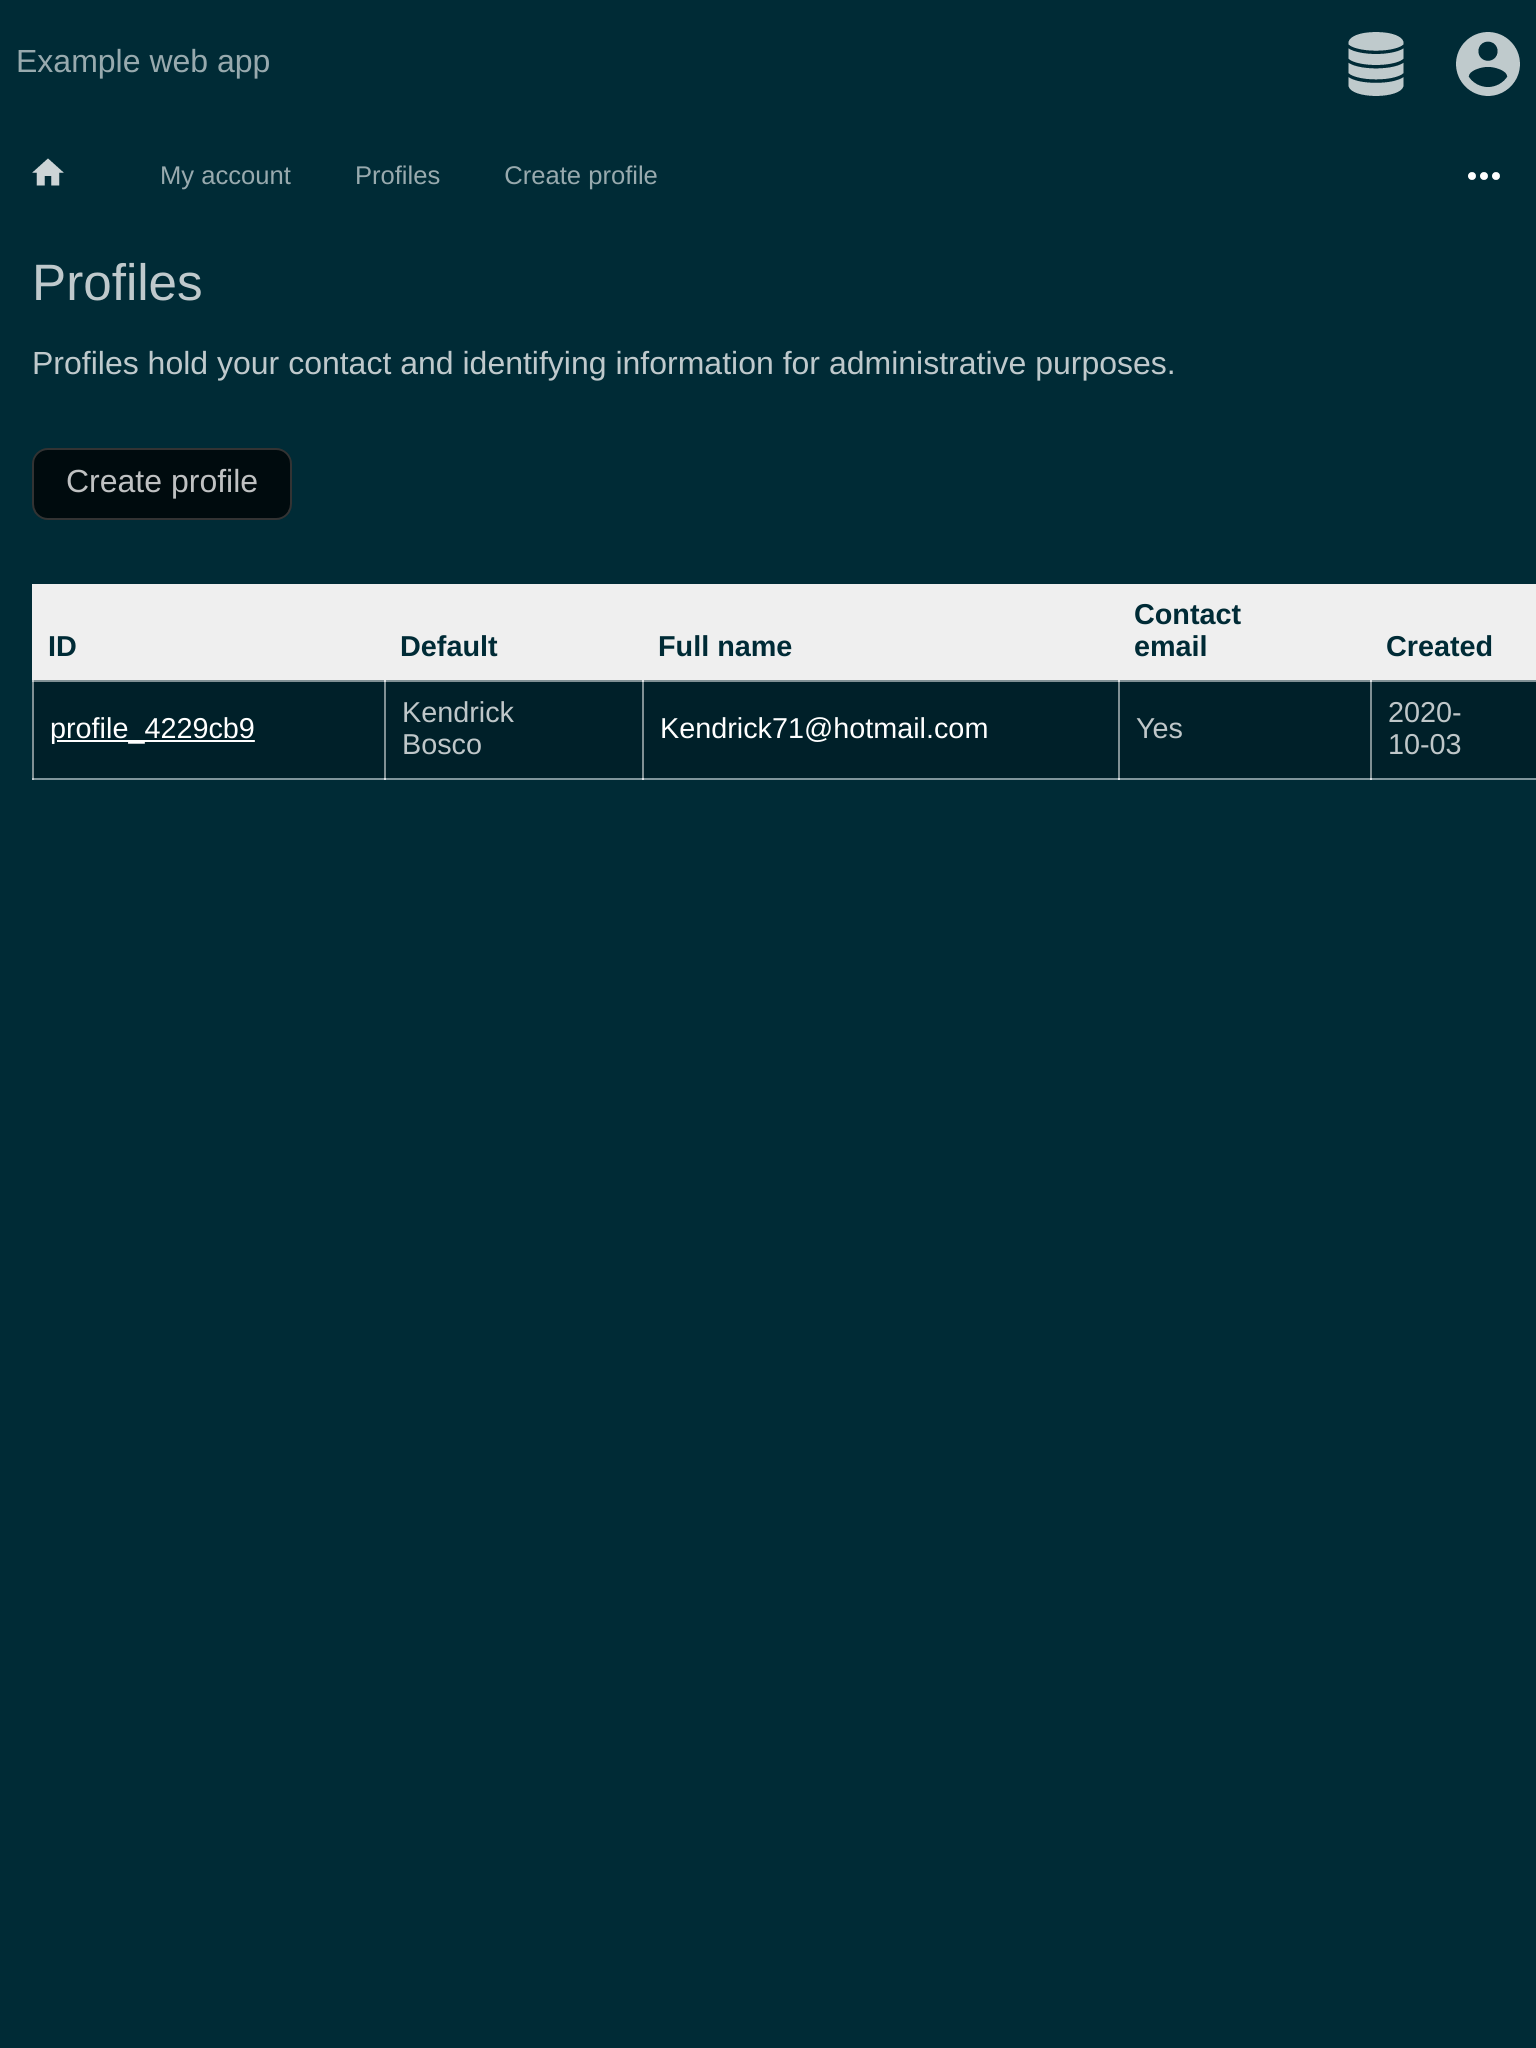 Example web app
My account Profiles Create profile
Profiles
Profiles hold your contact and identifying information for administrative purposes.
Create profile
ID Default Full name Contact email Created
profile_4229cb9 Kendrick Bosco Kendrick71@hotmail.com Yes 2020-10-03